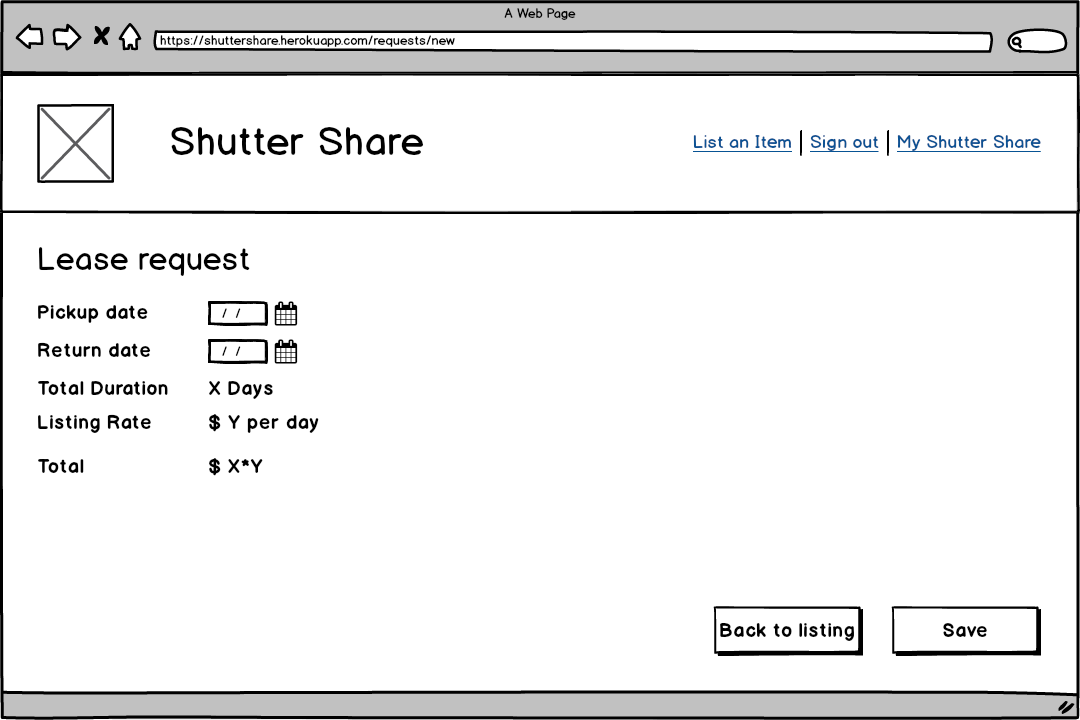 A Web Page
https://shuttershare.herokuapp.com/requests/new
Shutter Share
List an Item | Sign out | My Shutter Share
Lease request
Pickup date / /
Return date / /
Total Duration X Days
Listing Rate $ Y per day
Total $ X*Y
Back to listing Save